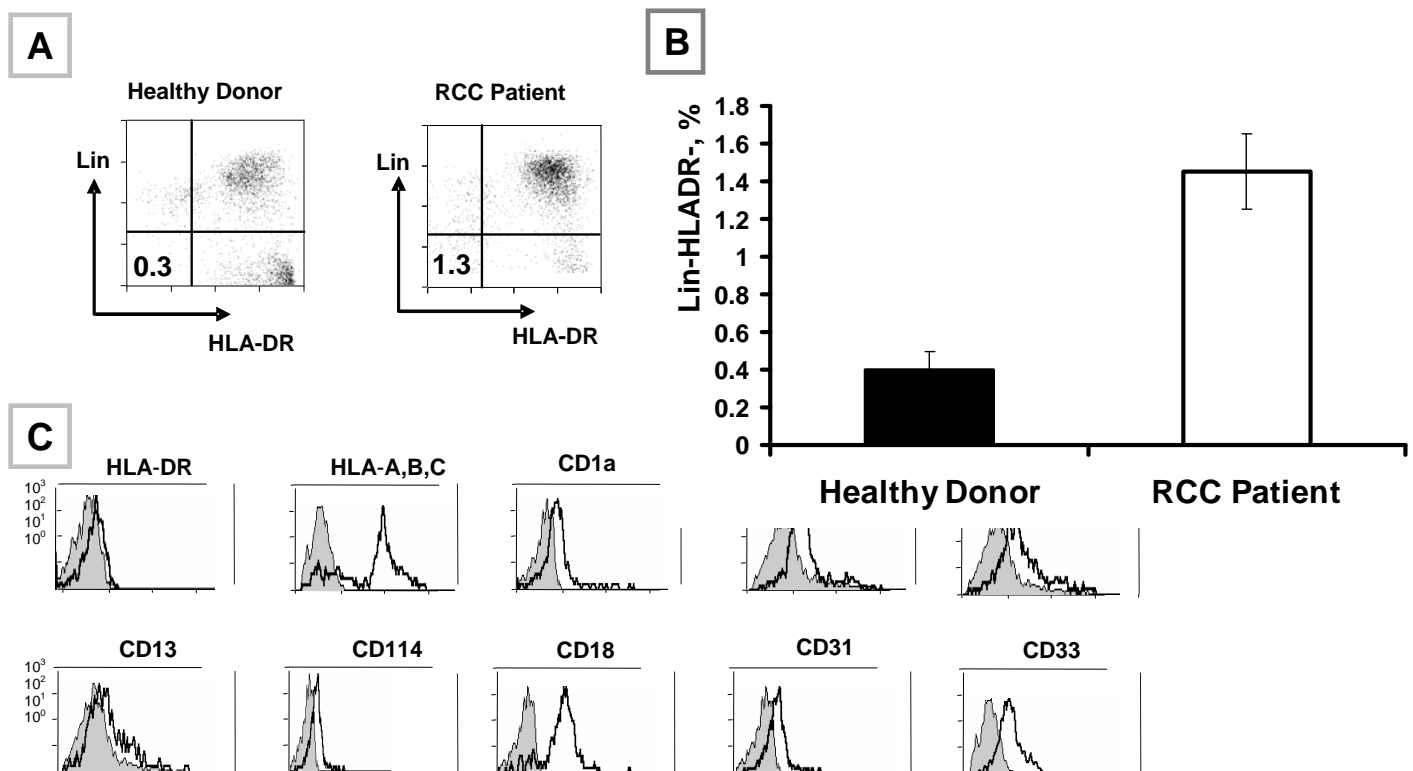 A
Healthy Donor
RCC Patient
Lin
0.3
HLA-DR
Lin
1.3
HLA-DR
B
Lin-HLADR-, %
1.8
1.6
1.4
1.2
1
0.8
0.6
0.4
0.2
0
Healthy Donor
RCC Patient
C
HLA-DR
HLA-A,B,C
CD1a
10³
10²
10¹
10⁰
CD13
CD114
CD18
CD31
CD33
10³
10²
10¹
10⁰